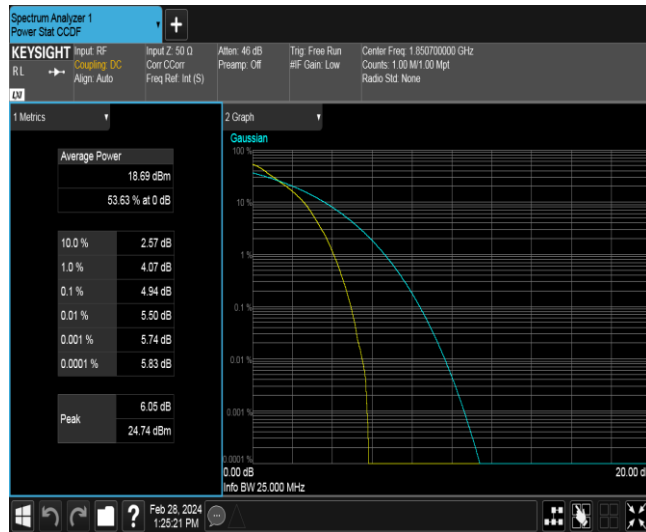 Spectrum Analyzer 1
Power Stat CCDF
+
KEYSIGHT
RL
LXI
Input: RF
Coupling: DC
Align: Auto
Input Z: 50 Ω
Corr CCorr
Freq Ref: Int (S)
Atten: 46 dB
Preamp: Off
Trig: Free Run
#IF Gain: Low
Center Freq: 1.850700000 GHz
Counts: 1.00 M/1.00 Mpt
Radio Std: None
1 Metrics
Average Power
18.69 dBm
53.63 % at 0 dB
10.0 % 2.57 dB
1.0 % 4.07 dB
0.1 % 4.94 dB
0.01 % 5.50 dB
0.001 % 5.74 dB
0.0001 % 5.83 dB
Peak
6.05 dB
24.74 dBm
2 Graph
Gaussian
100 %
10 %
1 %
0.1 %
0.01 %
0.001 %
0.0001 %
0.00 dB
20.00 d
Info BW 25.000 MHz
?
Feb 28, 2024
1:25:21 PM